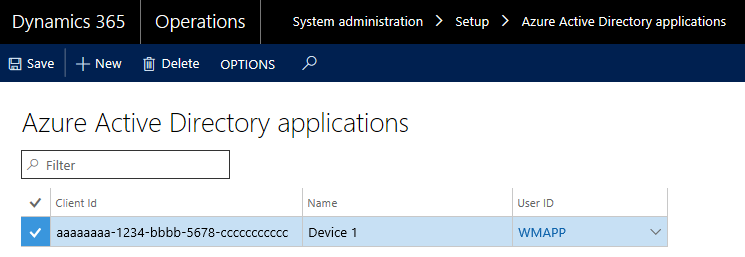 Dynamics 365 Operations System administration > Setup > Azure Active Directory applications
Save + New Delete OPTIONS
Azure Active Directory applications
Filter
Client Id Name User ID
aaaaaaaa-1234-bbbb-5678-cccccccccccc Device 1 WMAPP